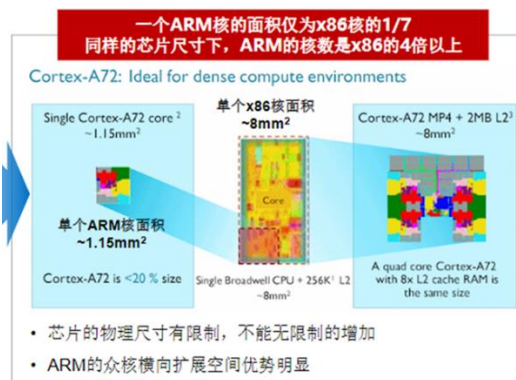 一个ARM核的面积仅为x86核的1/7
同样的芯片尺寸下，ARM的核数是x86的4倍以上
Cortex-A72: Ideal for dense compute environments
Single Cortex-A72 core ²
~1.15mm²
单个ARM核面积
~1.15mm²
Cortex-A72 is <20 % size
单个x86核面积
~8mm²
Core
Single Broadwell CPU + 256K¹ L2
~8mm²
Cortex-A72 MP4 + 2MB L2³
~8mm²
A quad core Cortex-A72
with 8x L2 cache RAM is
the same size
• 芯片的物理尺寸有限制，不能无限制的增加
• ARM的众核横向扩展空间优势明显